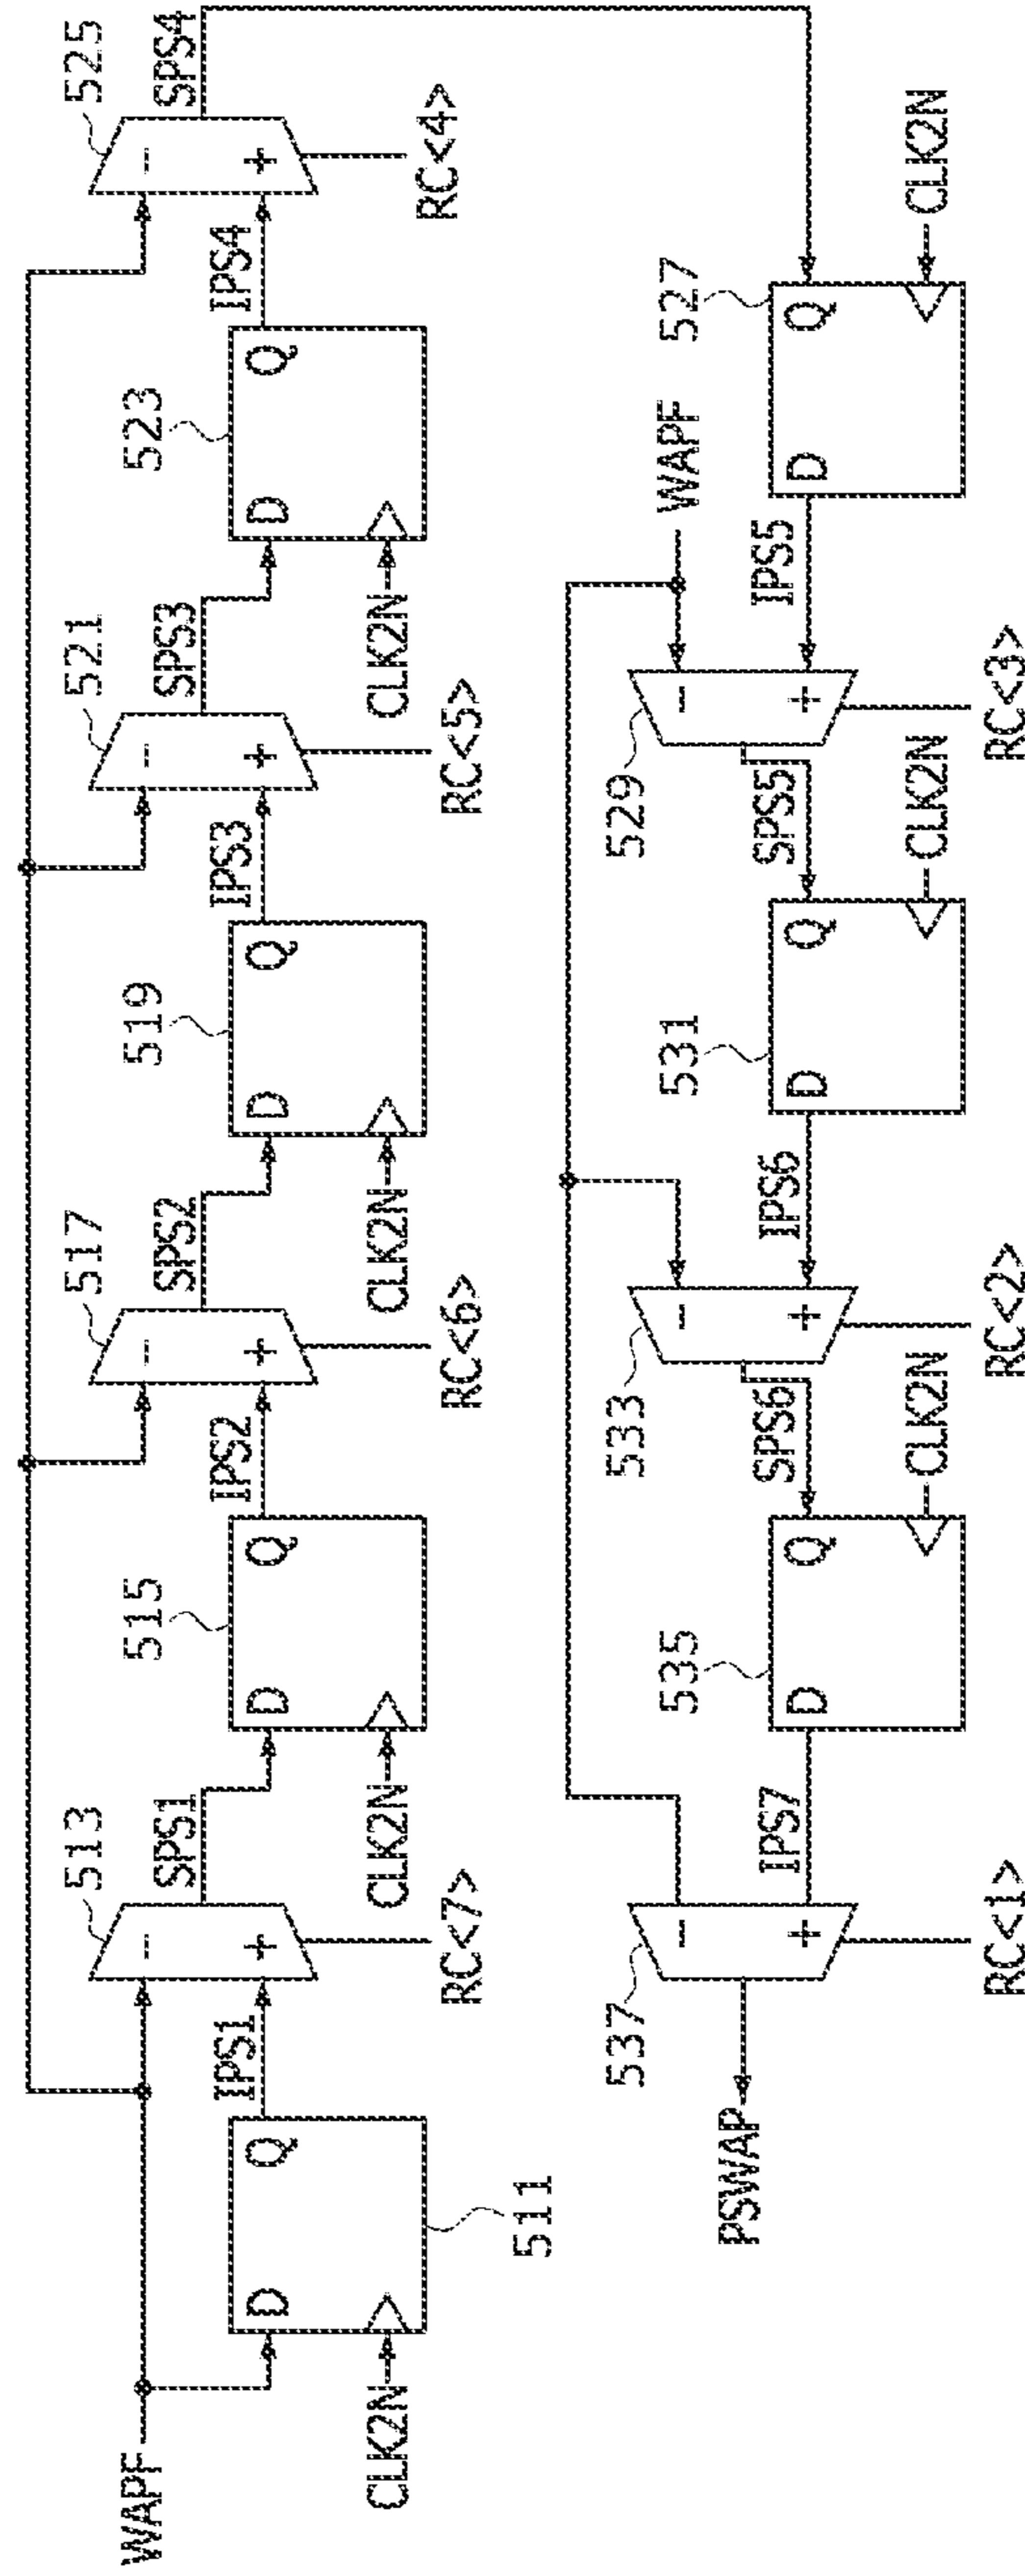 WAPF
CLK2N
D
Q
511
IPS1
513
-
+
RC<7>
SPS1
CLK2N
D
Q
515
IPS2
517
-
+
RC<6>
SPS2
CLK2N
D
Q
519
IPS3
521
-
+
RC<5>
SPS3
CLK2N
D
Q
523
IPS4
525
-
+
RC<4>
SPS4
PSWAP
537
-
+
RC<1>
IPS7
535
D
Q
CLK2N
SPS6
533
-
+
RC<2>
IPS6
531
D
Q
CLK2N
SPS5
529
-
+
RC<3>
WAPF
IPS5
527
D
Q
CLK2N